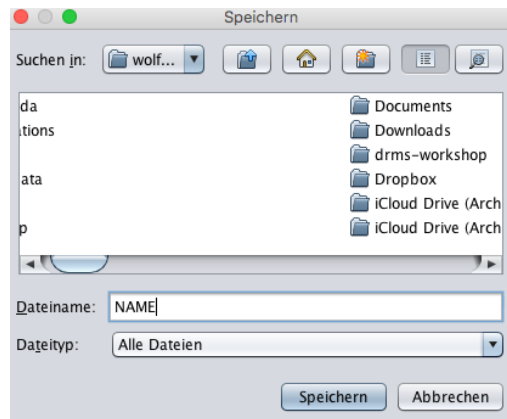 Speichern
Suchen in: wolf...
da
ations
ata
p
Documents
Downloads
drms-workshop
Dropbox
iCloud Drive (Arch
iCloud Drive (Arch
Dateiname: NAME
Dateityp: Alle Dateien
Speichern Abbrechen